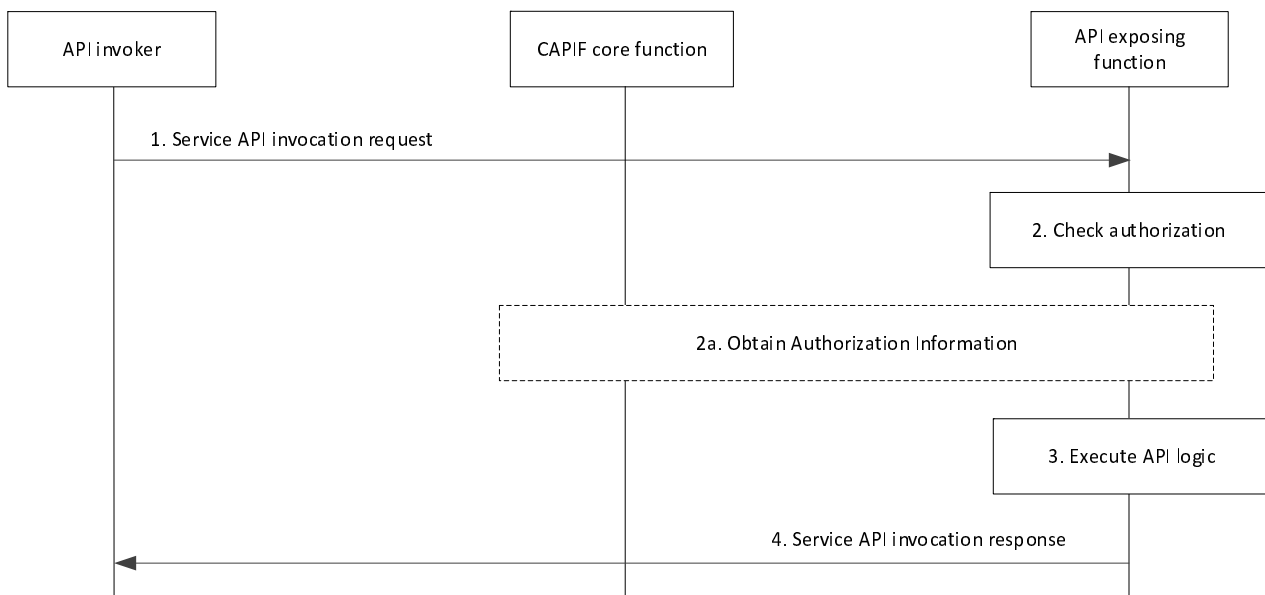 API invoker
CAPIF core function
API exposing
function
1. Service API invocation request
2. Check authorization
2a. Obtain Authorization Information
3. Execute API logic
4. Service API invocation response